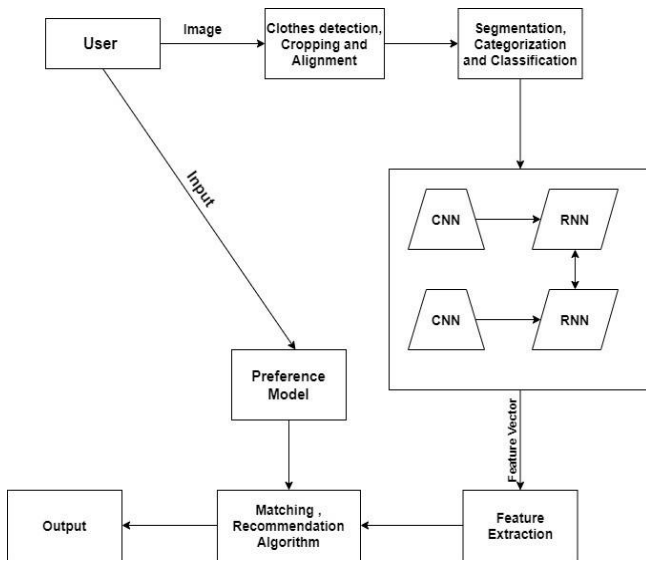 User
Image
Clothes detection,
Cropping and
Alignment
Segmentation,
Categorization
and Classification
Input
CNN
RNN
CNN
RNN
Preference
Model
Feature Vector
Output
Matching ,
Recommendation
Algorithm
Feature
Extraction